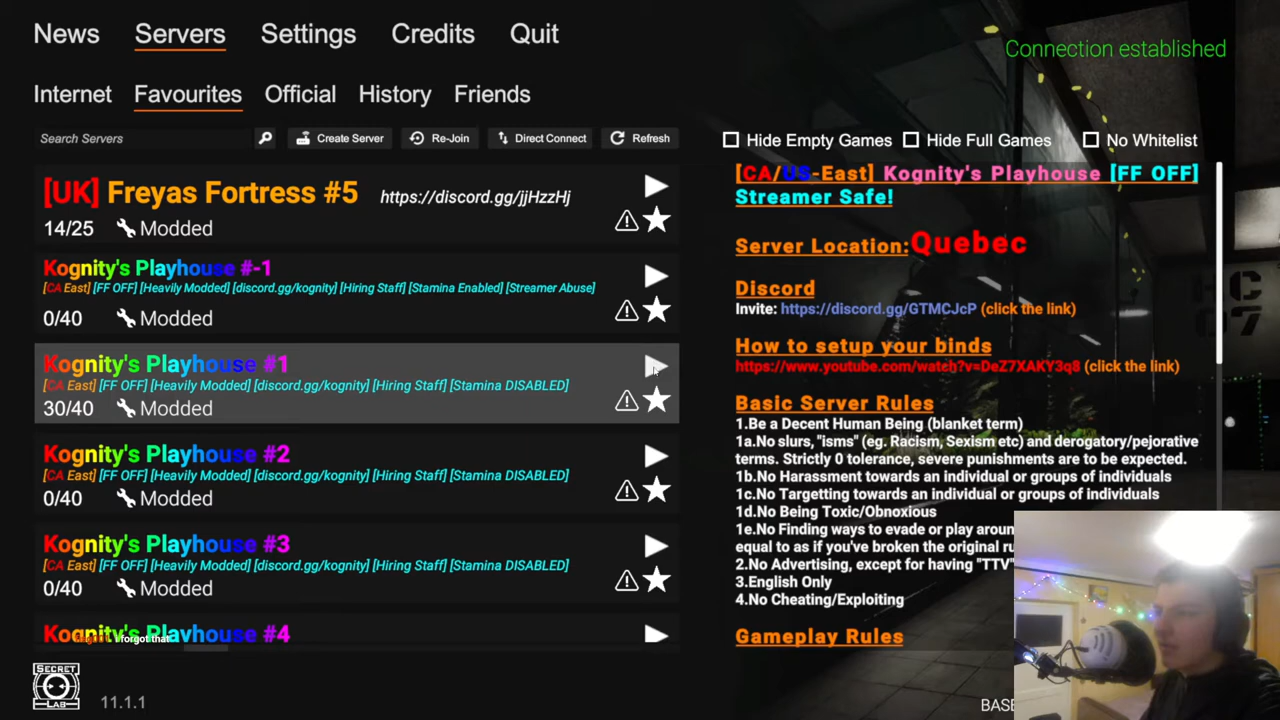 News Servers Settings Credits Quit
Connection established
Internet Favourites Official History Friends
Search Servers Create Server Re-Join Direct Connect Refresh
Hide Empty Games Hide Full Games No Whitelist
[UK] Freyas Fortress #5 https://discord.gg/jjHzzHj
14/25 Modded
Kognity's Playhouse #-1
[CA East] [FF OFF] [Heavily Modded] [discord.gg/kognity] [Hiring Staff] [Stamina Enabled] [Streamer Abuse]
0/40 Modded
Kognity's Playhouse #1
[CA East] [FF OFF] [Heavily Modded] [discord.gg/kognity] [Hiring Staff] [Stamina DISABLED]
30/40 Modded
Kognity's Playhouse #2
[CA East] [FF OFF] [Heavily Modded] [discord.gg/kognity] [Hiring Staff] [Stamina DISABLED]
0/40 Modded
Kognity's Playhouse #3
[CA East] [FF OFF] [Heavily Modded] [discord.gg/kognity] [Hiring Staff] [Stamina DISABLED]
0/40 Modded
Kognity's Playhouse #4
I forgot that
SECRET
LAB
11.1.1
[CA/US-East] Kognity's Playhouse [FF OFF]
Streamer Safe!
Server Location:Quebec
Discord
Invite: https://discord.gg/GTMCJcP (click the link)
How to setup your binds
https://www.youtube.com/watch?v=DeZ7XAKY3q8 (click the link)
Basic Server Rules
1.Be a Decent Human Being (blanket term)
1a.No slurs, "isms" (eg. Racism, Sexism etc) and derogatory/pejorative
terms. Strictly 0 tolerance, severe punishments are to be expected.
1b.No Harassment towards an individual or groups of individuals
1c.No Targetting towards an individual or groups of individuals
1d.No Being Toxic/Obnoxious
1e.No Finding ways to evade or play aroun
equal to as if you've broken the original ru
2.No Advertising, except for having "TTV"
3.English Only
4.No Cheating/Exploiting
Gameplay Rules
HC
07
BASE